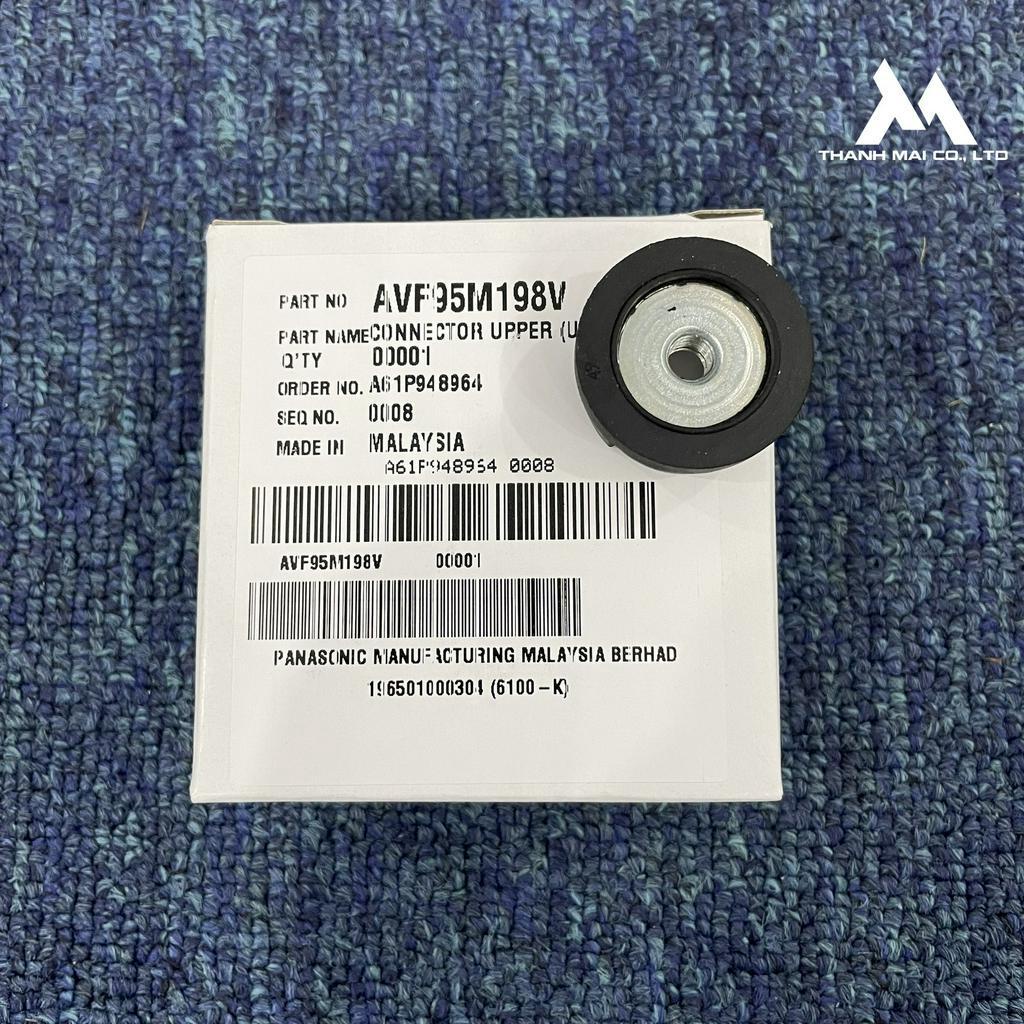 THANH MAI CO., LTD
PART NO AVF95M198V
PART NAME CONNECTOR UPPER (U
Q'TY 00001
ORDER NO. A61P948964
SEQ NO. 0008
MADE IN MALAYSIA
A61P948964 0008
AVF95M198V 00001
PANASONIC MANUFACTURING MALAYSIA BERHAD
196501000304 (6100-K)